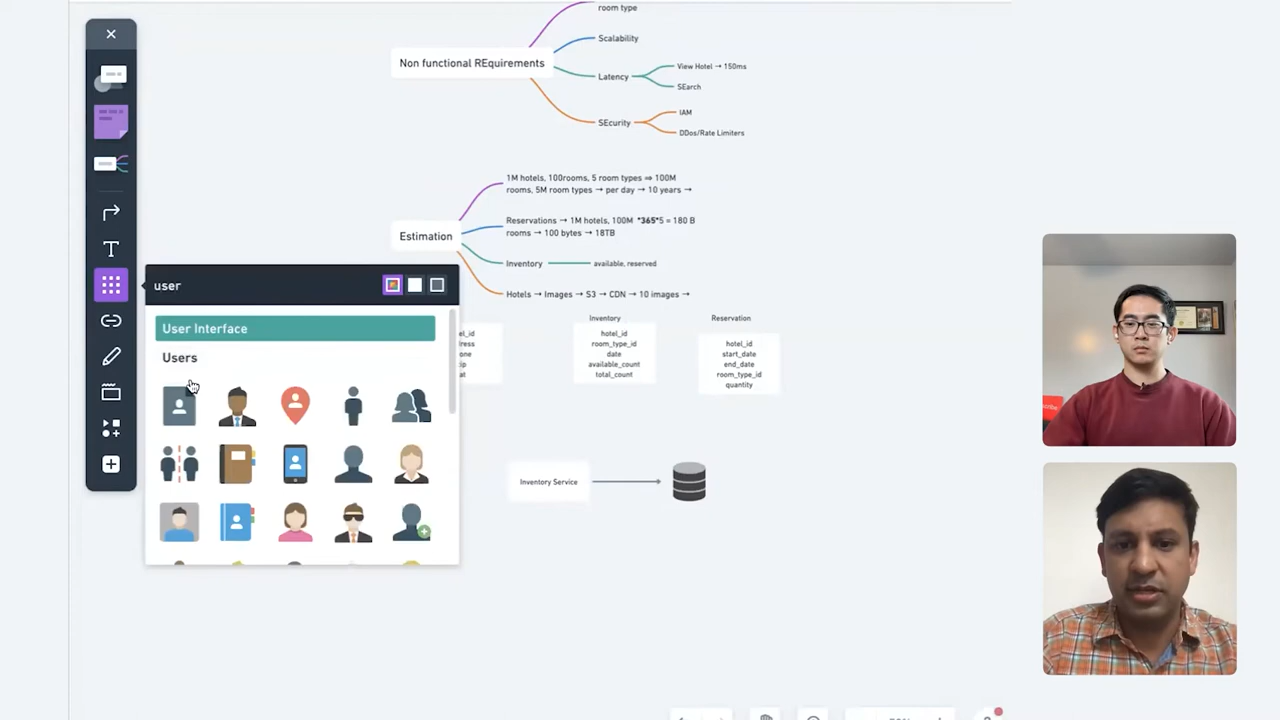 room type
Non functional REquirements
Scalability
Latency
View Hotel → 150ms
SEarch
SEcurity
IAM
DDos/Rate Limiters
Estimation
1M hotels, 100rooms, 5 room types ⇒ 100M
rooms, 5M room types → per day → 10 years →
Reservations → 1M hotels, 100M *365*5 = 180 B
rooms → 100 bytes → 18TB
Inventory
available, reserved
Hotels → Images → S3 → CDN → 10 images →
T
user
User Interface
Users
Inventory
hotel_id
room_type_id
date
available_count
total_count
Reservation
hotel_id
start_date
end_date
room_type_id
quantity
Inventory Service